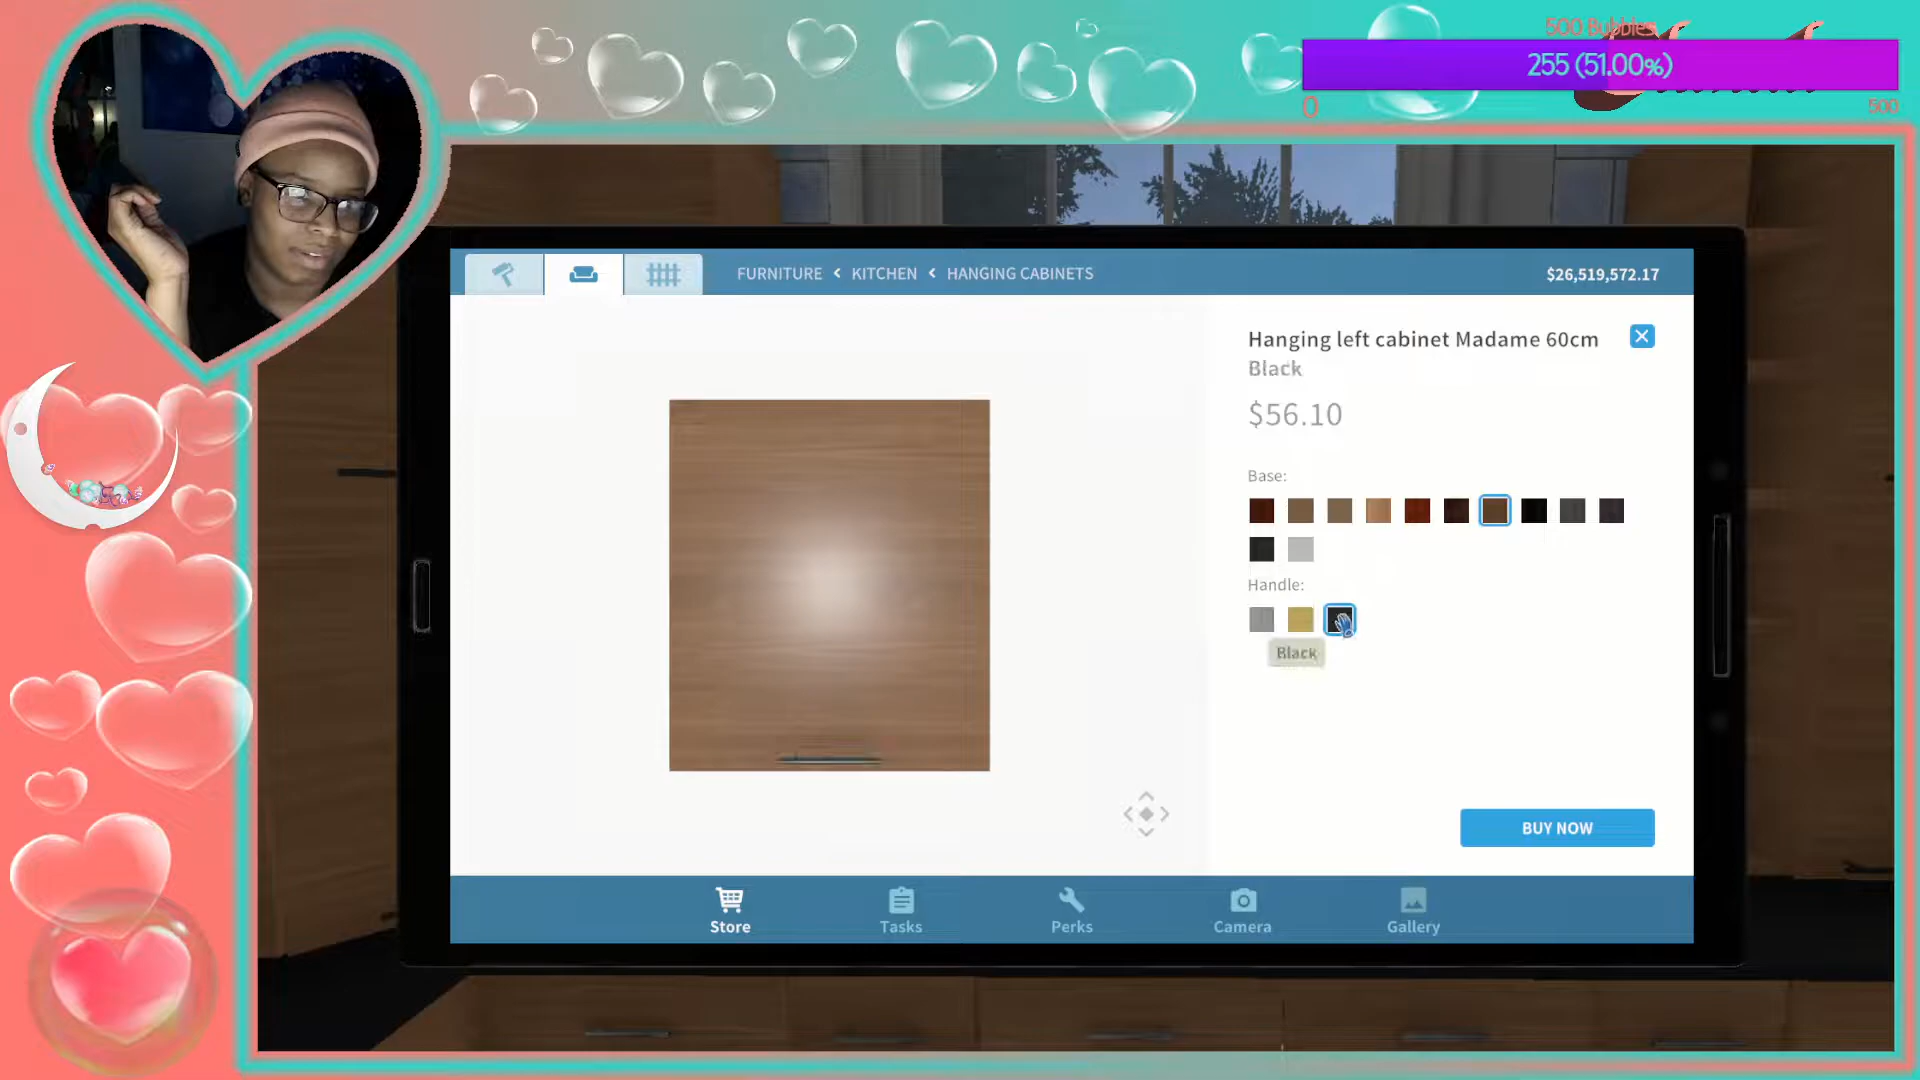 500 Bubbles
255 (51.00%)
0
500
FURNITURE < KITCHEN < HANGING CABINETS
$26,519,572.17
Hanging left cabinet Madame 60cm
Black
$56.10
Base:
Handle:
Black
BUY NOW
Store
Tasks
Perks
Camera
Gallery